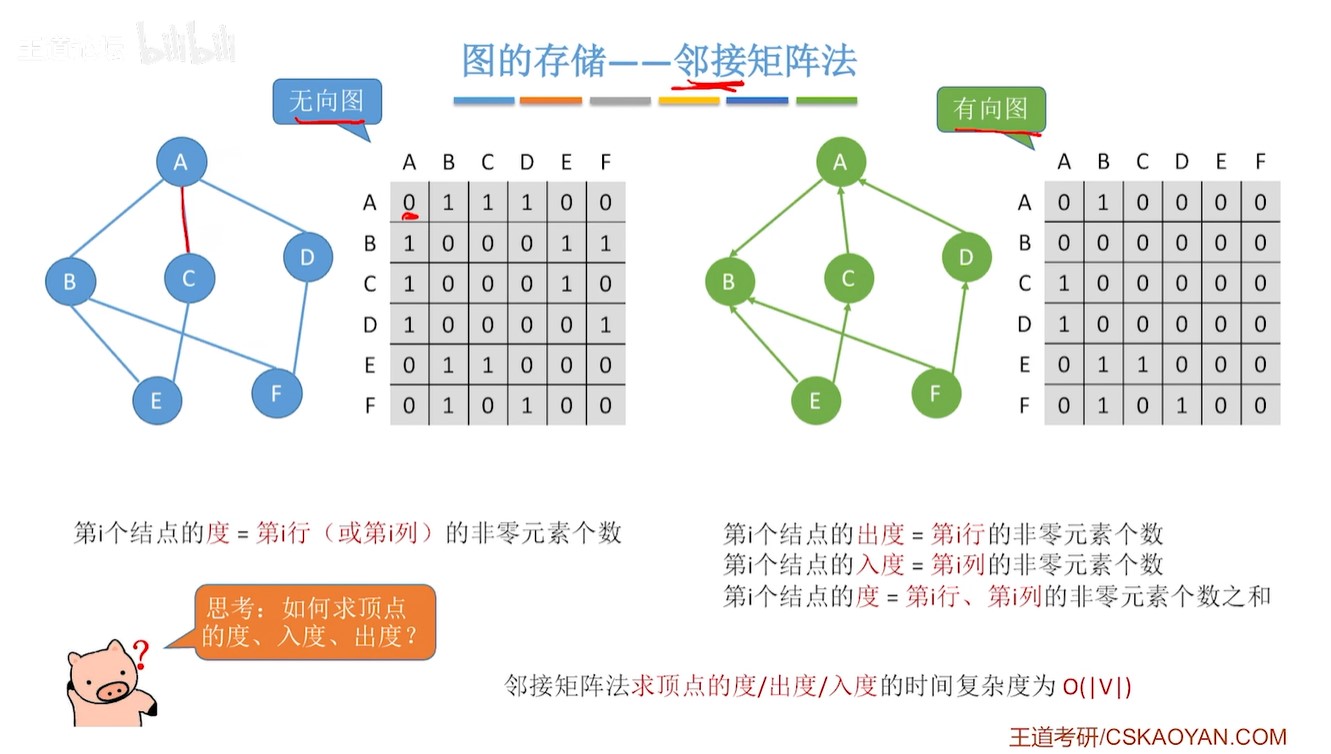 王道论坛 bilibili
图的存储——邻接矩阵法
无向图
有向图
A
B
C
D
E
F
A B C D E F
A 0 1 1 1 0 0
B 1 0 0 0 1 1
C 1 0 0 0 1 0
D 1 0 0 0 0 1
E 0 1 1 0 0 0
F 0 1 0 1 0 0
A
B
C
D
E
F
A B C D E F
A 0 1 0 0 0 0
B 0 0 0 0 0 0
C 1 0 0 0 0 0
D 1 0 0 0 0 0
E 0 1 1 0 0 0
F 0 1 0 1 0 0
第i个结点的度 = 第i行（或第i列）的非零元素个数
第i个结点的出度 = 第i行的非零元素个数
第i个结点的入度 = 第i列的非零元素个数
第i个结点的度 = 第i行、第i列的非零元素个数之和
思考：如何求顶点
的度、入度、出度？
?
邻接矩阵法求顶点的度/出度/入度的时间复杂度为 O(|V|)
王道考研/CSKAOYAN.COM